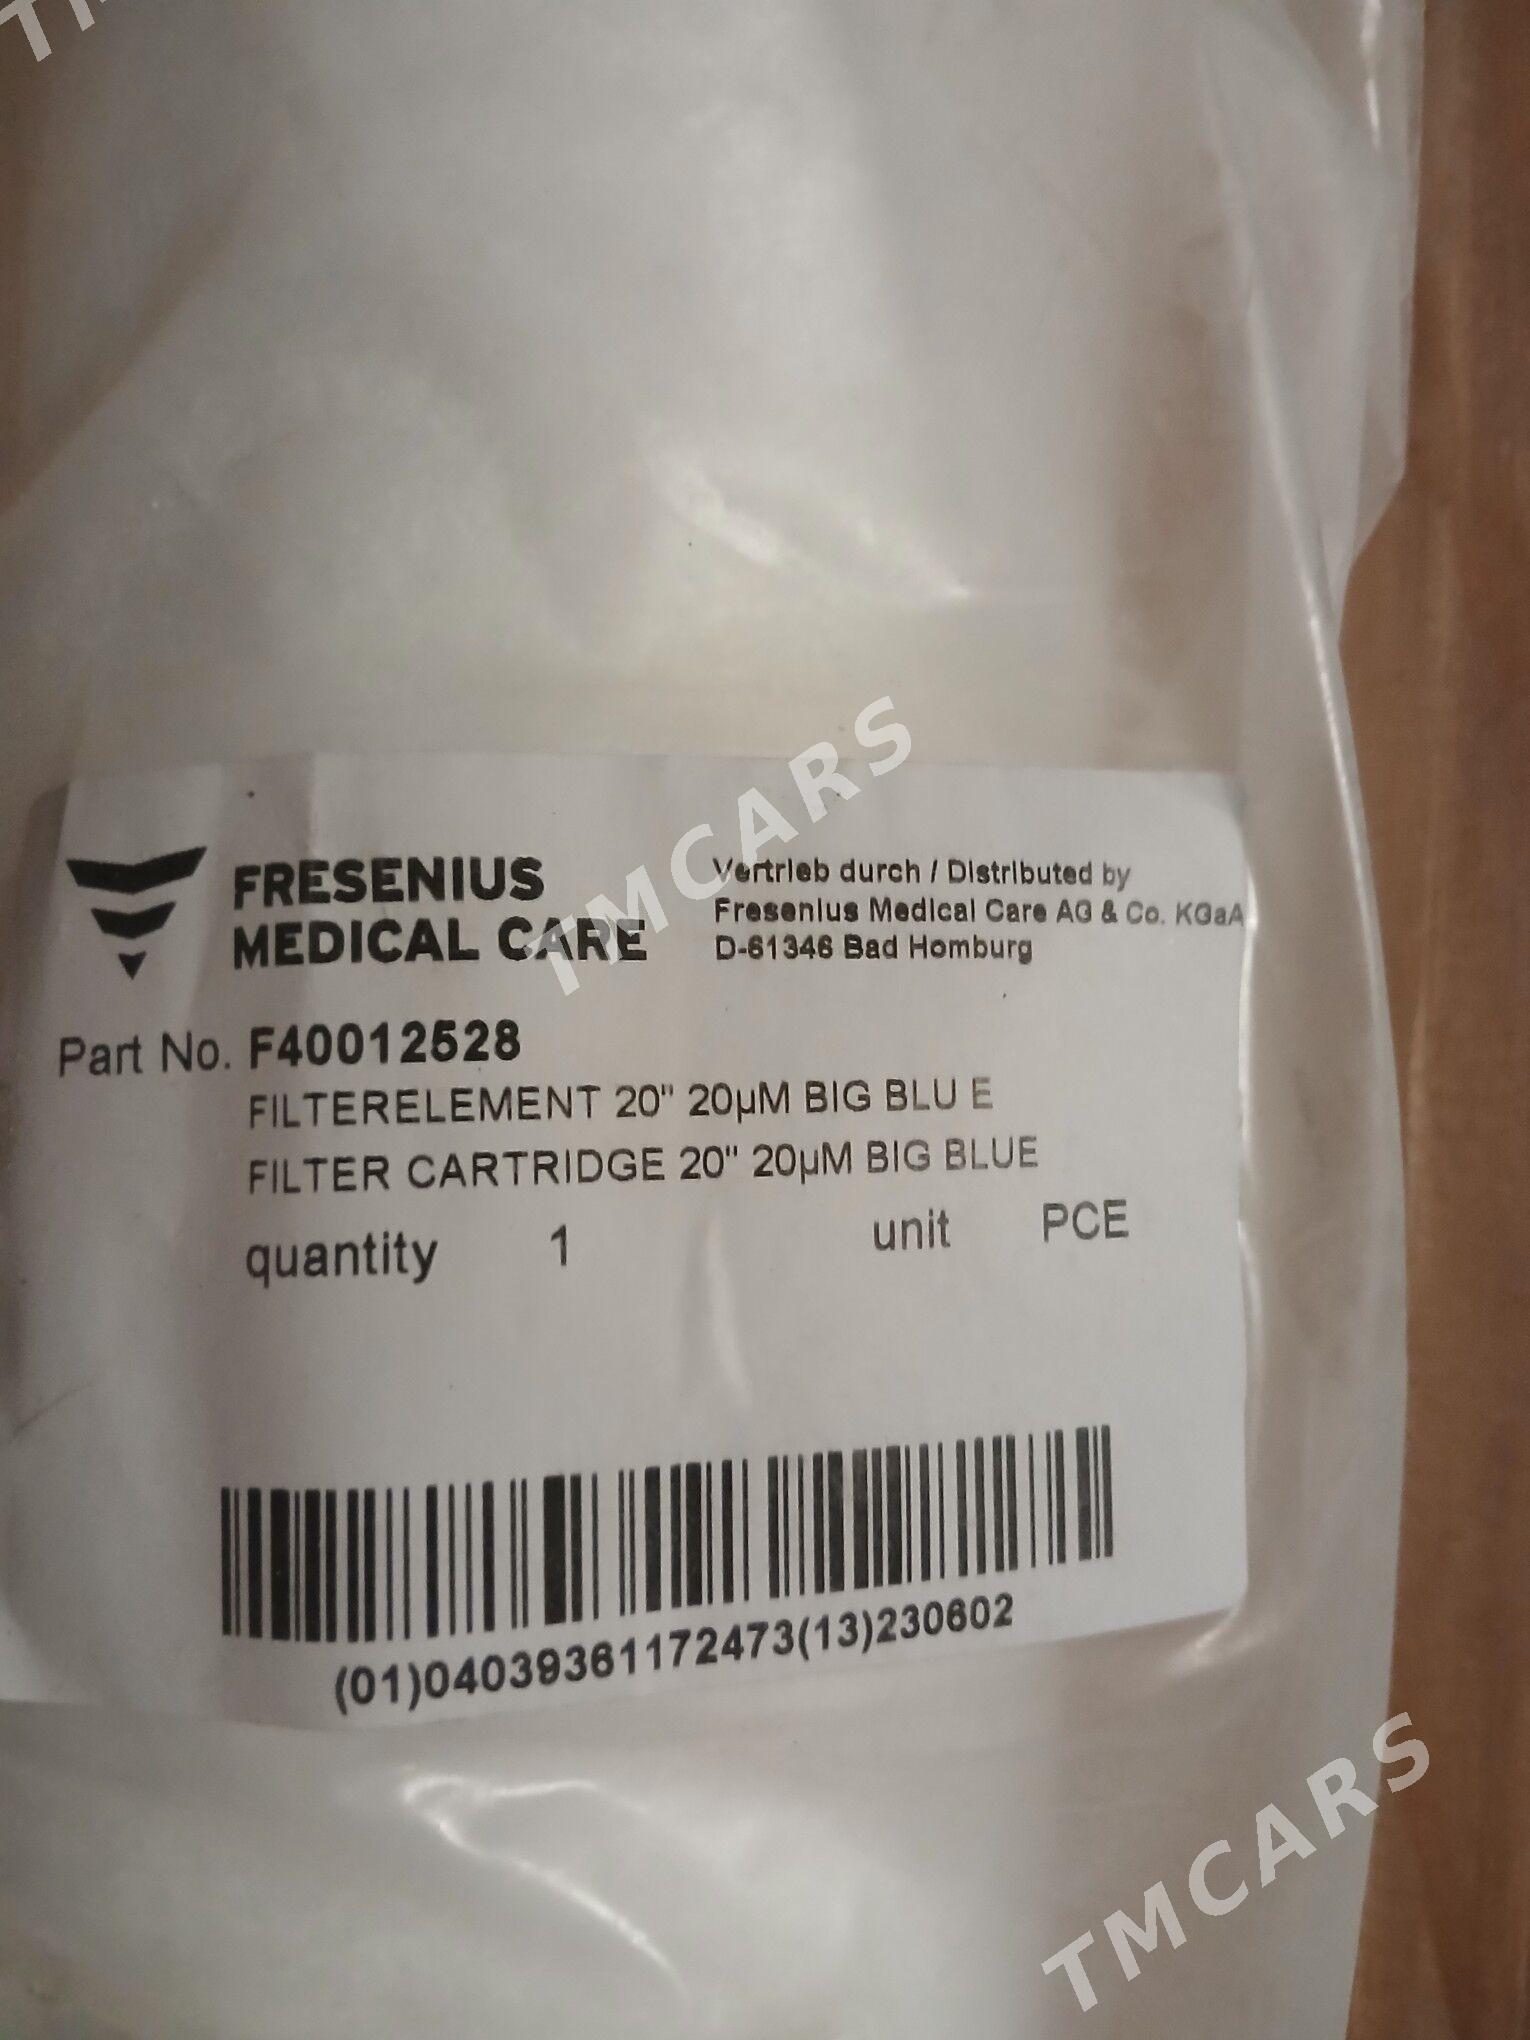 FRESENIUS
MEDICAL CARE
Vertrieb durch / Distributed by
Fresenius Medical Care AG & Co. KGaA
D-61346 Bad Homburg
Part No. F40012528
FILTERELEMENT 20" 20µM BIG BLU E
FILTER CARTRIDGE 20" 20µM BIG BLUE
quantity 1 unit PCE
(01)04039361172473(13)230602
TMCARS
TMCARS